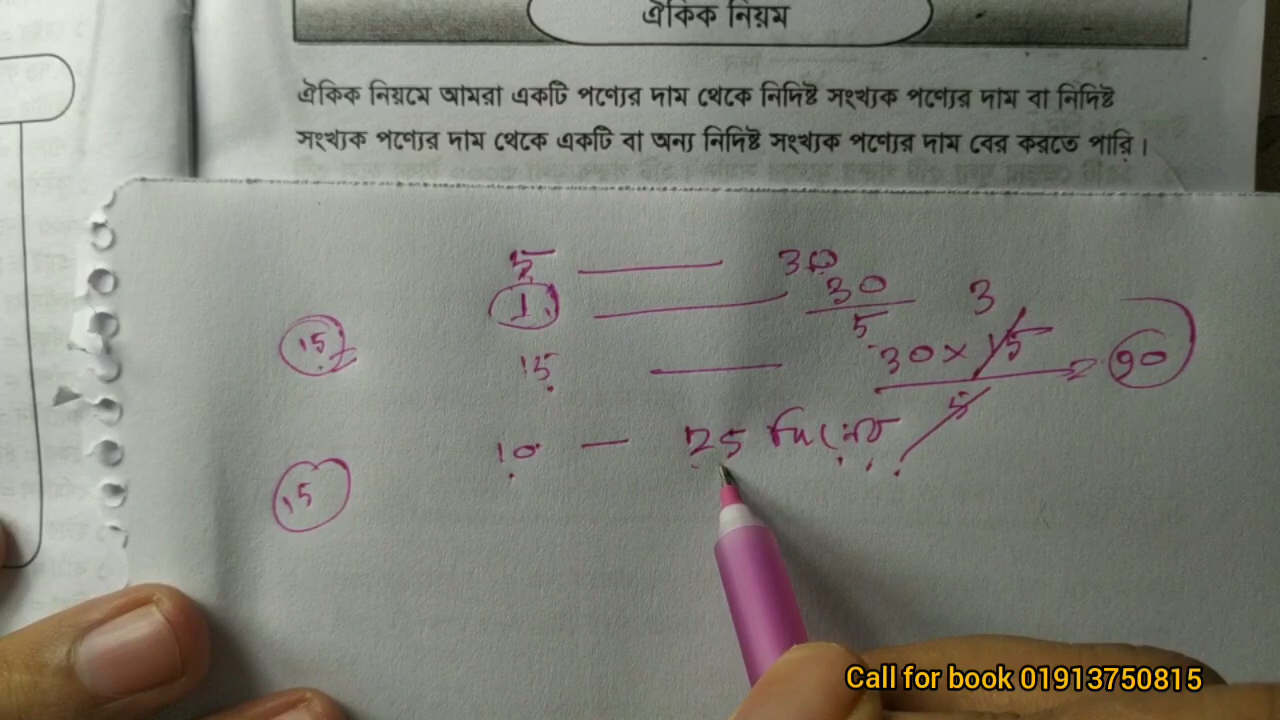 ঐকিক নিয়ম
ঐকিক নিয়মে আমরা একটি পণ্যের দাম থেকে নির্দিষ্ট সংখ্যক পণ্যের দাম বা নির্দিষ্ট
সংখ্যক পণ্যের দাম থেকে একটি বা অন্য নির্দিষ্ট সংখ্যক পণ্যের দাম বের করতে পারি।
5 —— 30
1 —— 30/5
15
15 —— 30 × 15/5 = 90
3
10 — 25
15
Call for book 01913750815